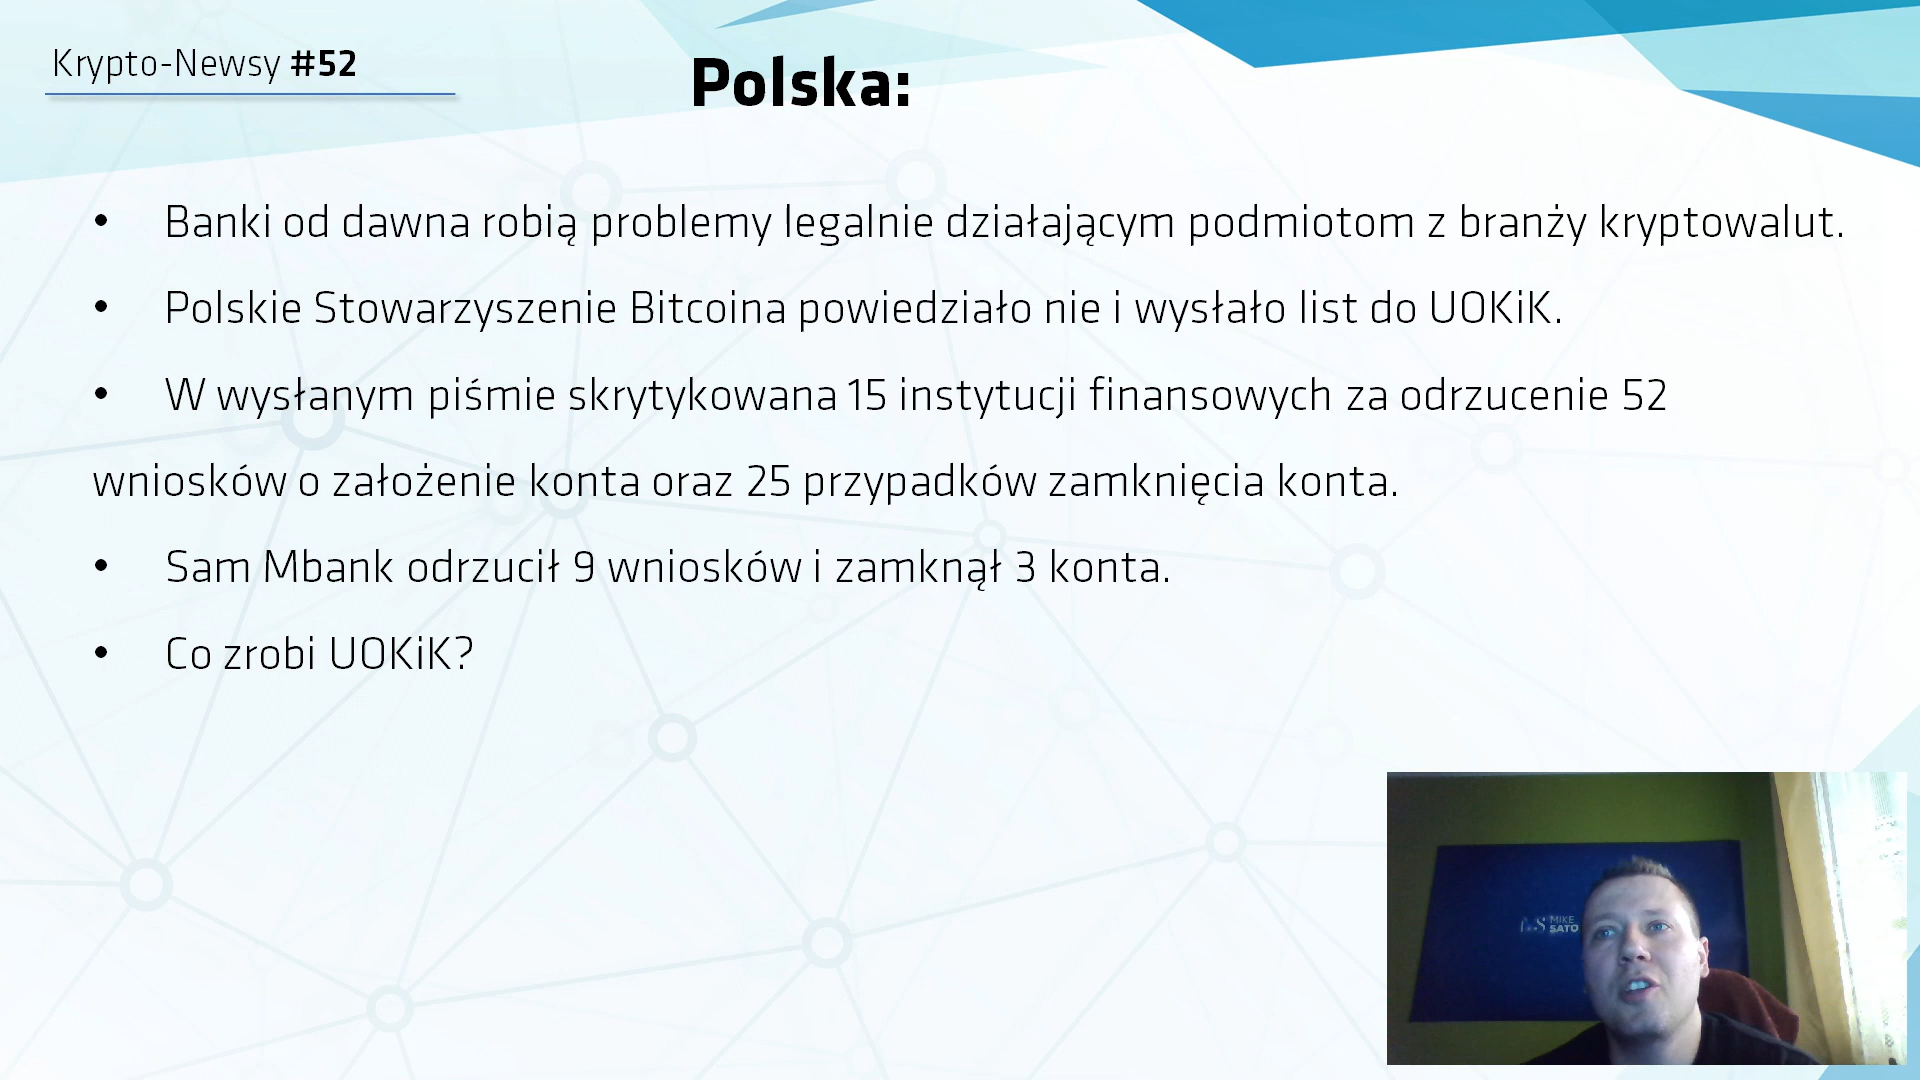 Krypto-Newsy #52
Polska:
• Banki od dawna robią problemy legalnie działającym podmiotom z branży kryptowalut.
• Polskie Stowarzyszenie Bitcoina powiedziało nie i wysłało list do UOKiK.
• W wysłanym piśmie skrytykowana 15 instytucji finansowych za odrzucenie 52
wniosków o założenie konta oraz 25 przypadków zamknięcia konta.
• Sam Mbank odrzucił 9 wniosków i zamknął 3 konta.
• Co zrobi UOKiK?
MS MIKE
SATO